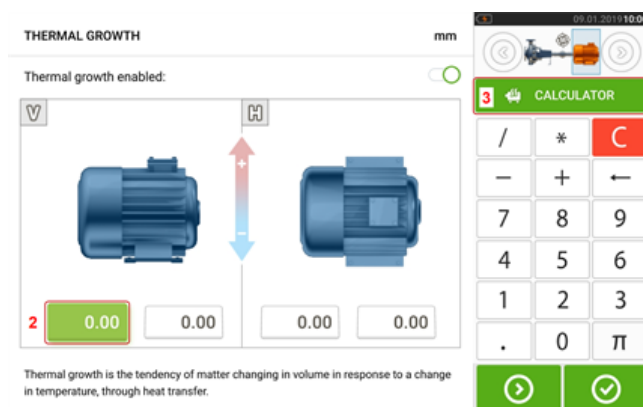 THERMAL GROWTH
mm
Thermal growth enabled:
V
H
+
−
2
0.00
0.00
0.00
0.00
Thermal growth is the tendency of matter changing in volume in response to a change
in temperature, through heat transfer.
09.01.2019 10:0
3 CALCULATOR
/ * C
− + ←
7 8 9
4 5 6
1 2 3
. 0 π